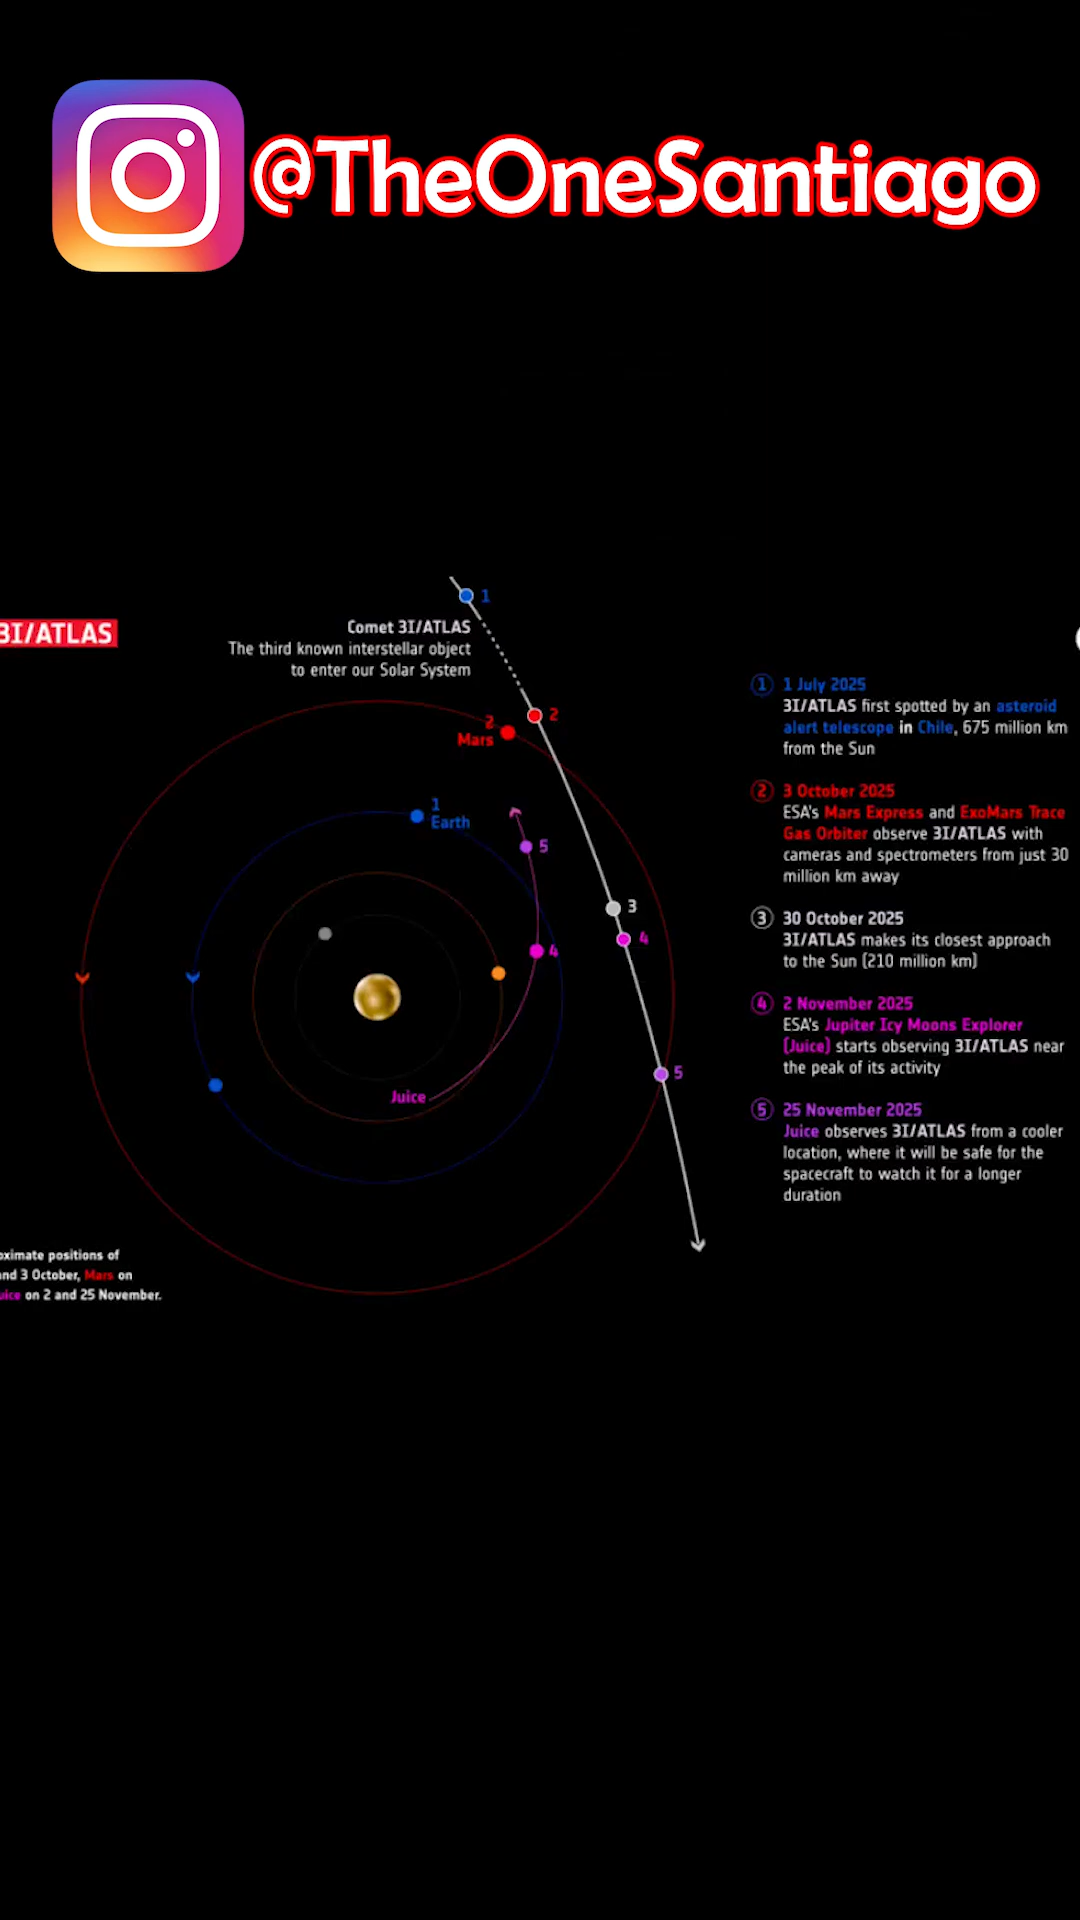 @TheOneSantiago
3I/ATLAS
Comet 3I/ATLAS
The third known interstellar object
to enter our Solar System
1
2
2
Mars
1
Earth
5
3
4
4
5
Juice
1 1 July 2025
3I/ATLAS first spotted by an asteroid
alert telescope in Chile, 675 million km
from the Sun
2 3 October 2025
ESA's Mars Express and ExoMars Trace
Gas Orbiter observe 3I/ATLAS with
cameras and spectrometers from just 30
million km away
3 30 October 2025
3I/ATLAS makes its closest approach
to the Sun (210 million km)
4 2 November 2025
ESA's Jupiter Icy Moons Explorer
(Juice) starts observing 3I/ATLAS near
the peak of its activity
5 25 November 2025
Juice observes 3I/ATLAS from a cooler
location, where it will be safe for the
spacecraft to watch it for a longer
duration
positions of
3 October, Mars on
on 2 and 25 November.